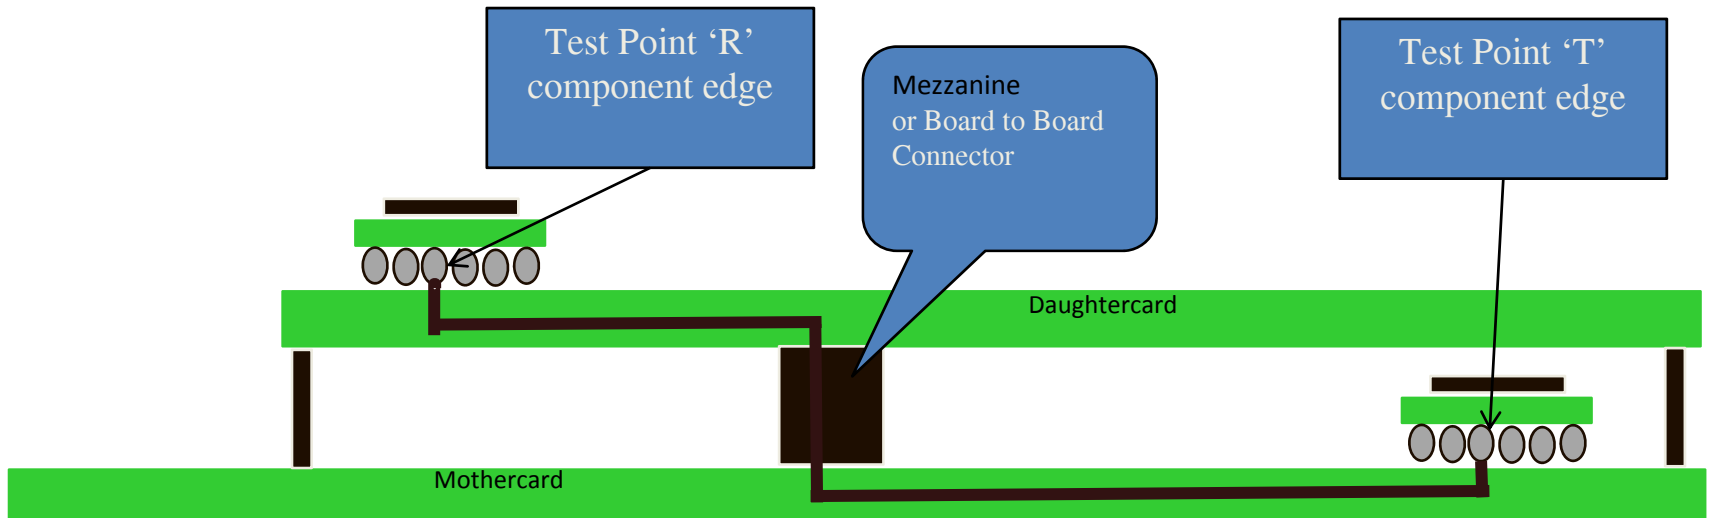 Test Point ‘R’
component edge
Mezzanine
or Board to Board
Connector
Test Point ‘T’
component edge
Daughtercard
Mothercard